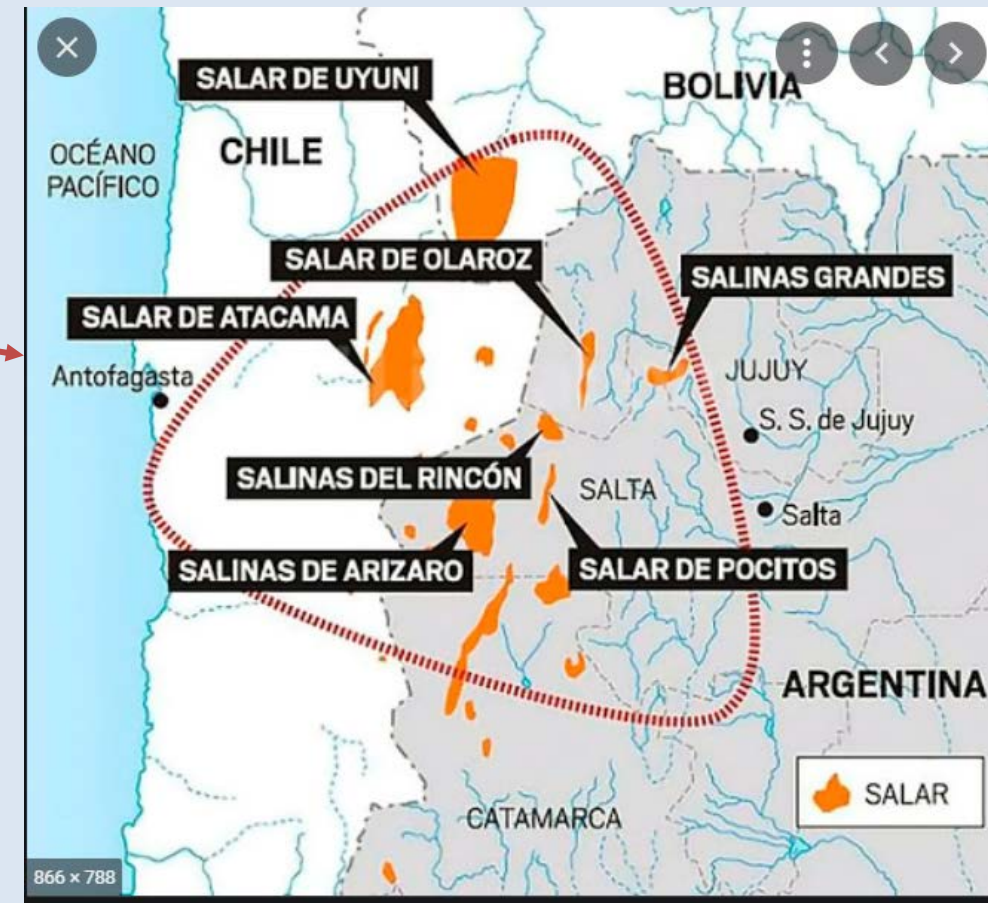 SALAR DE UYUNI
BOLIVIA
OCÉANO
PACÍFICO
CHILE
SALAR DE OLAROZ
SALINAS GRANDES
SALAR DE ATACAMA
Antofagasta
JUJUY
S. S. de Jujuy
SALINAS DEL RINCÓN
SALTA
Salta
SALINAS DE ARIZARO
SALAR DE POCITOS
ARGENTINA
SALAR
CATAMARCA
866 × 788